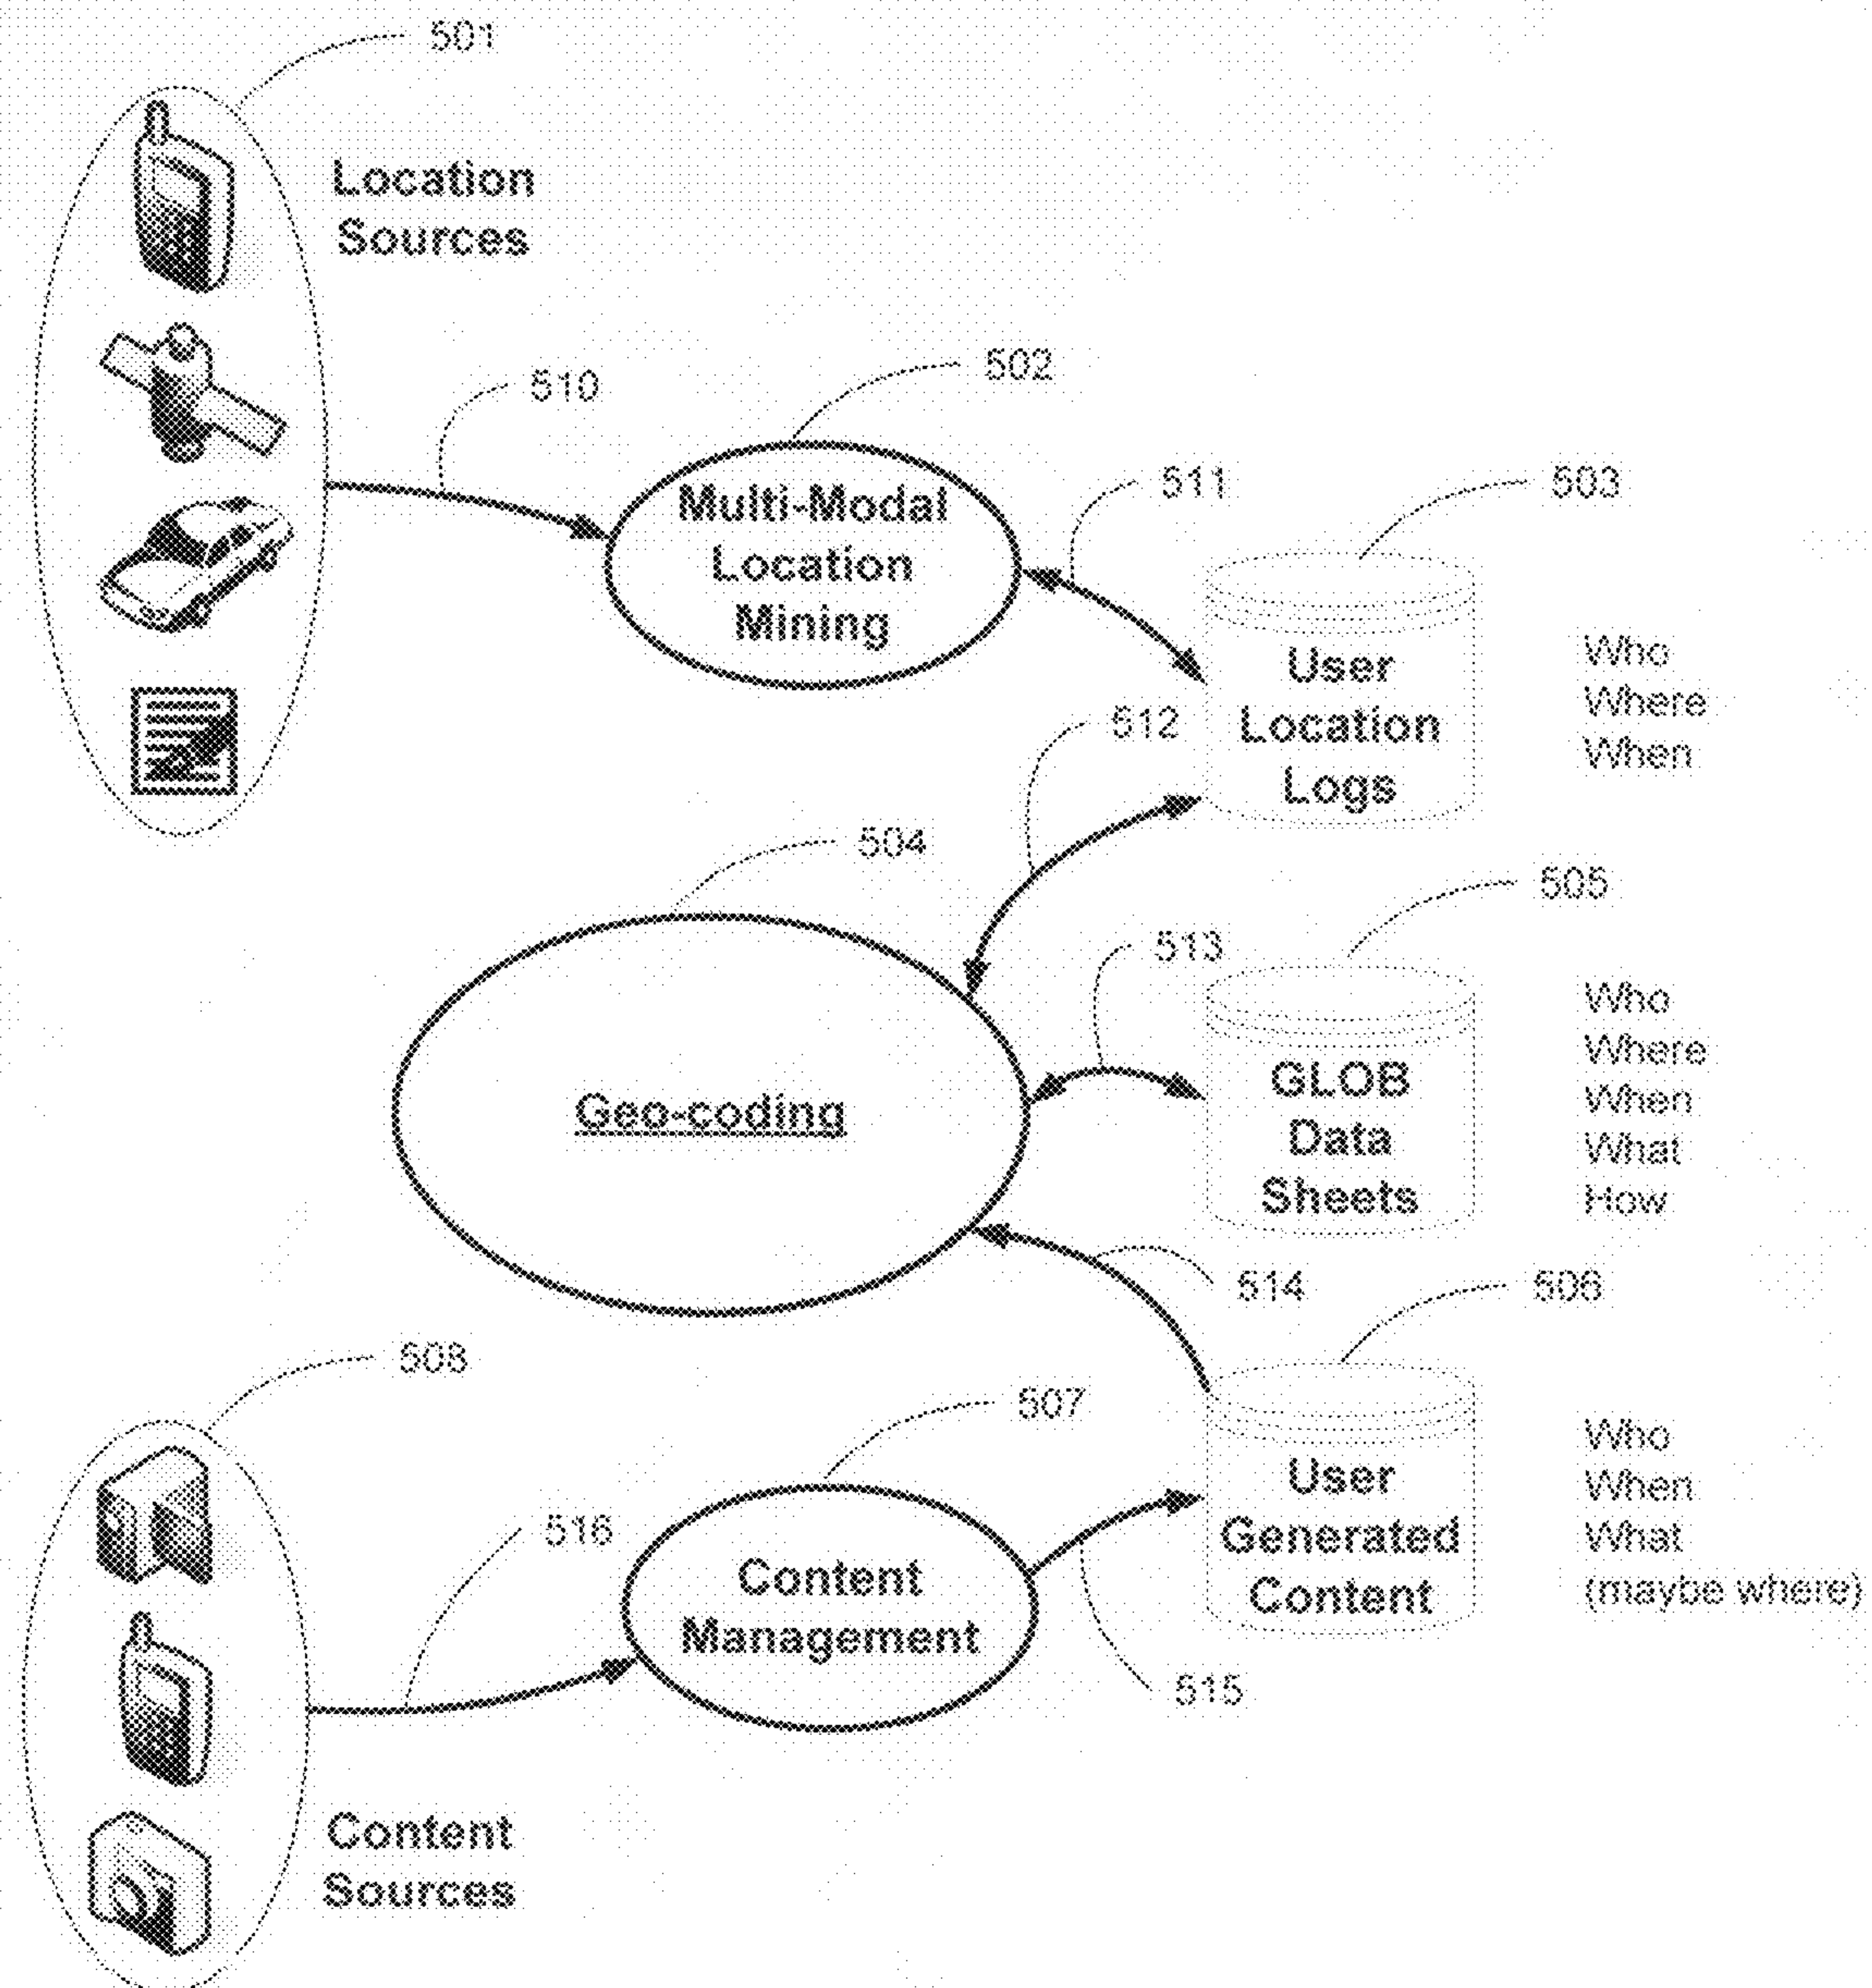 501
Location
Sources
510
502
Multi-Modal
Location
Mining
511
503
User
Location
Logs
Who
Where
When
512
504
505
513
Geo-coding
GLOB
Data
Sheets
Who
Where
When
What
How
514
506
508
507
User
Generated
Content
Who
When
What
(maybe where)
516
Content
Management
515
Content
Sources